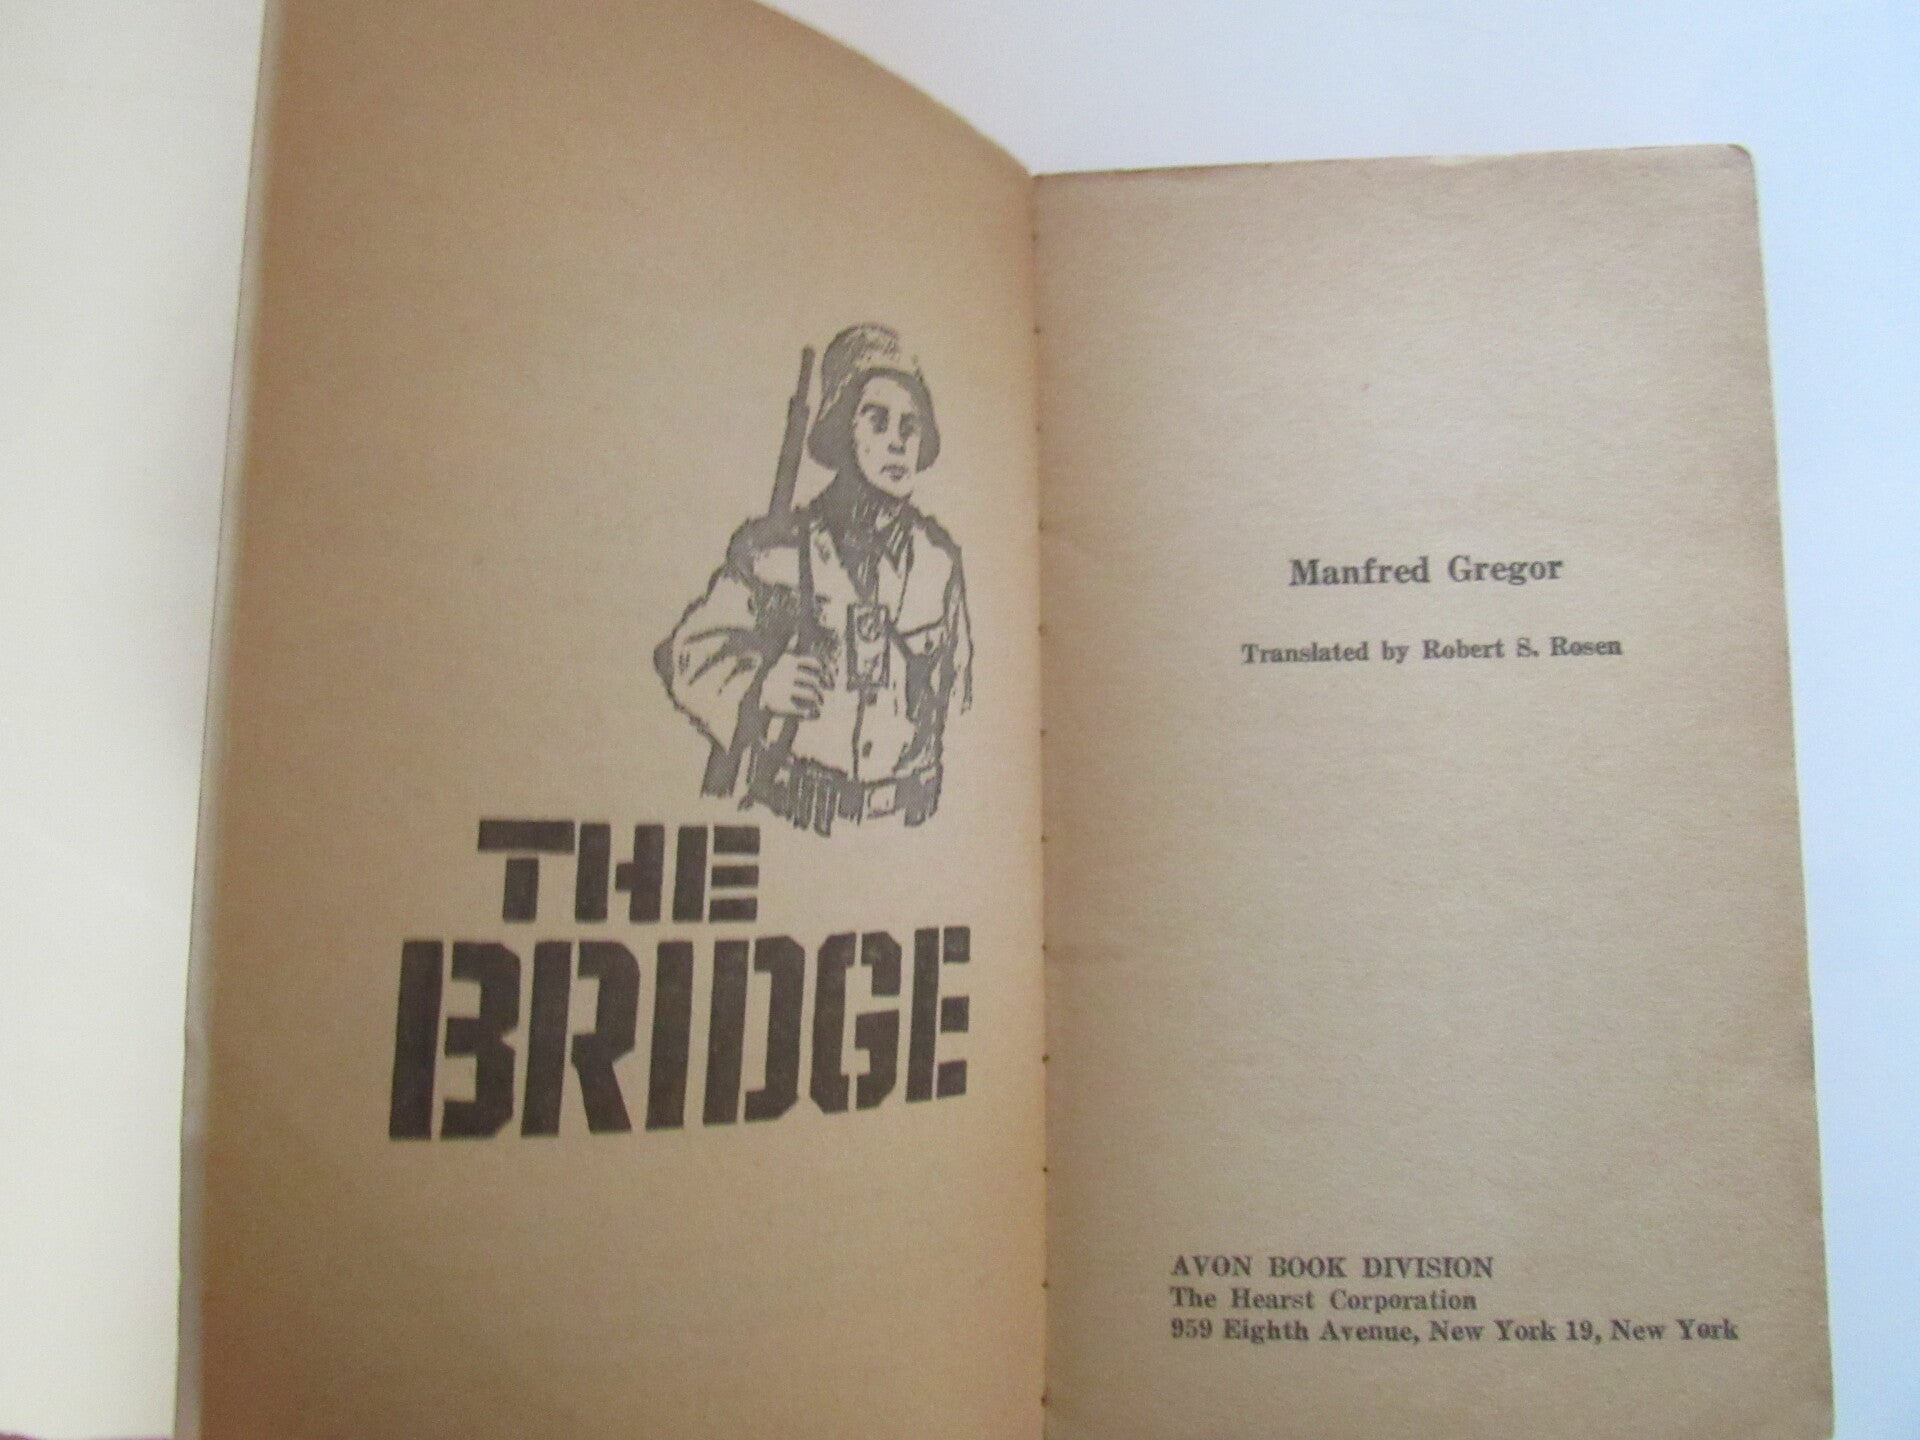 THE
BRIDGE
Manfred Gregor
Translated by Robert S. Rosen
AVON BOOK DIVISION
The Hearst Corporation
959 Eighth Avenue, New York 19, New York